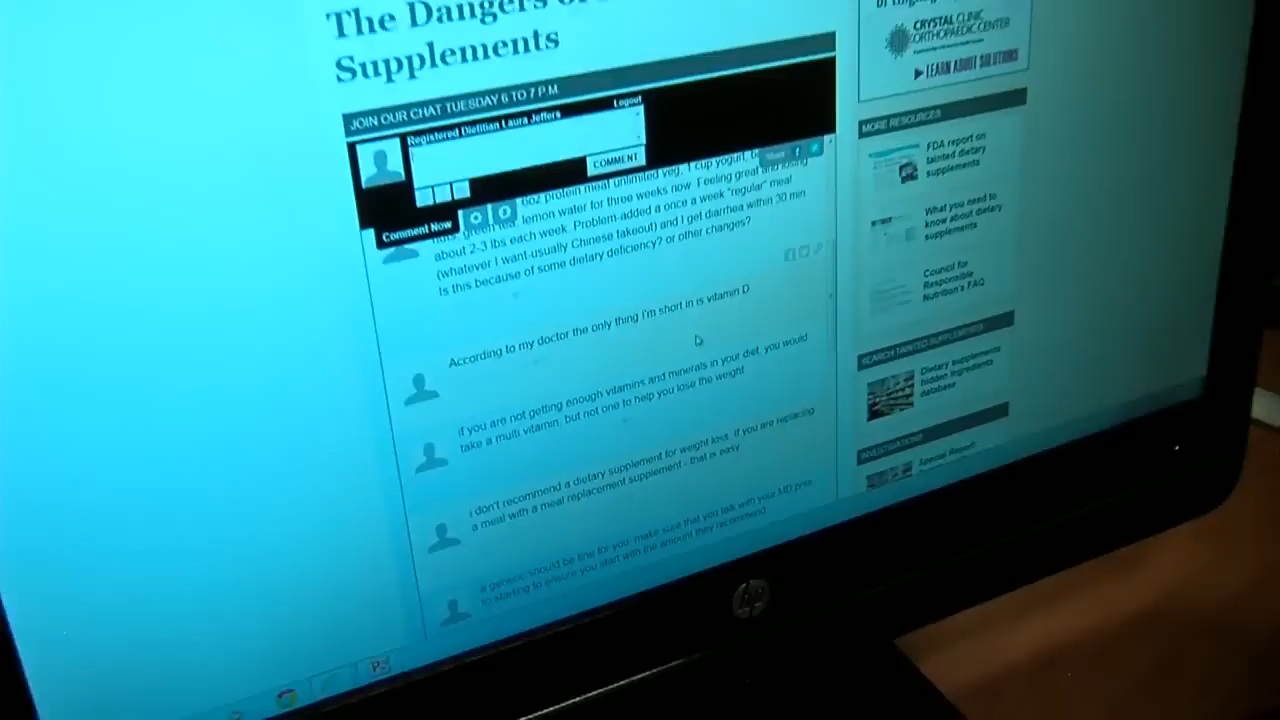 The Dangers of
Supplements
JOIN OUR CHAT TUESDAY 6 TO 7 P.M.
Registered Dietitian Laura Jeffers
Logout
COMMENT
Comment Now
Share
6oz protein meal unlimited veg, 1 cup yogurt,
nuts, green tea, lemon water for three weeks now. Feeling great and losing
about 2-3 lbs each week. Problem-added a once a week "regular" meal
(whatever I want-usually Chinese takeout) and I get diarrhea within 30 min
Is this because of some dietary deficiency? or other changes?
According to my doctor the only thing I'm short in is vitamin D
if you are not getting enough vitamins and minerals in your diet, you would
take a multi vitamin, but not one to help you lose the weight
i don't recommend a dietary supplement for weight loss. if you are replacing
a meal with a meal replacement supplement - that is easy
a generic should be fine for you. make sure that you talk with your MD prior
to starting to ensure you start with the amount they recommend
CRYSTAL CLINIC
ORTHOPAEDIC CENTER
LEARN ABOUT SOLUTIONS
MORE RESOURCES
FDA report on
tainted dietary
supplements
What you need to
know about dietary
supplements
Council for
Responsible
Nutrition's FAQ
SEARCH TAINTED SUPPLEMENTS
Dietary supplements
hidden ingredients
database
INVESTIGATIONS
Special Report:
hp